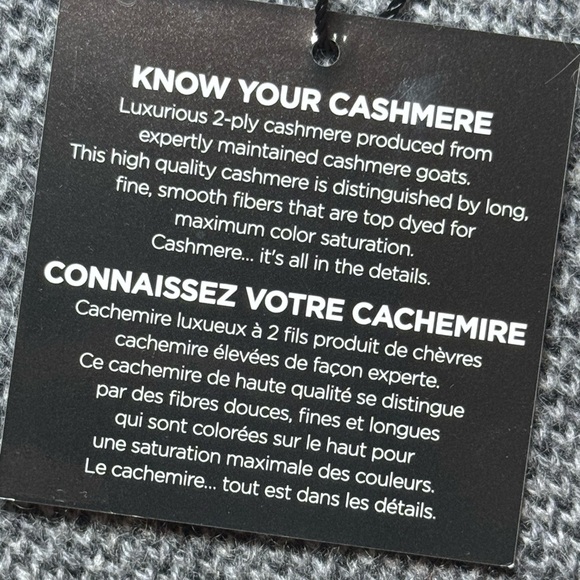 KNOW YOUR CASHMERE
Luxurious 2-ply cashmere produced from
expertly maintained cashmere goats.
This high quality cashmere is distinguished by long,
fine, smooth fibers that are top dyed for
maximum color saturation.
Cashmere... it's all in the details.
CONNAISSEZ VOTRE CACHEMIRE
Cachemire luxueux à 2 fils produit de chèvres
cachemire élevées de façon experte.
Ce cachemire de haute qualité se distingue
par des fibres douces, fines et longues
qui sont colorées sur le haut pour
une saturation maximale des couleurs.
Le cachemire... tout est dans les détails.